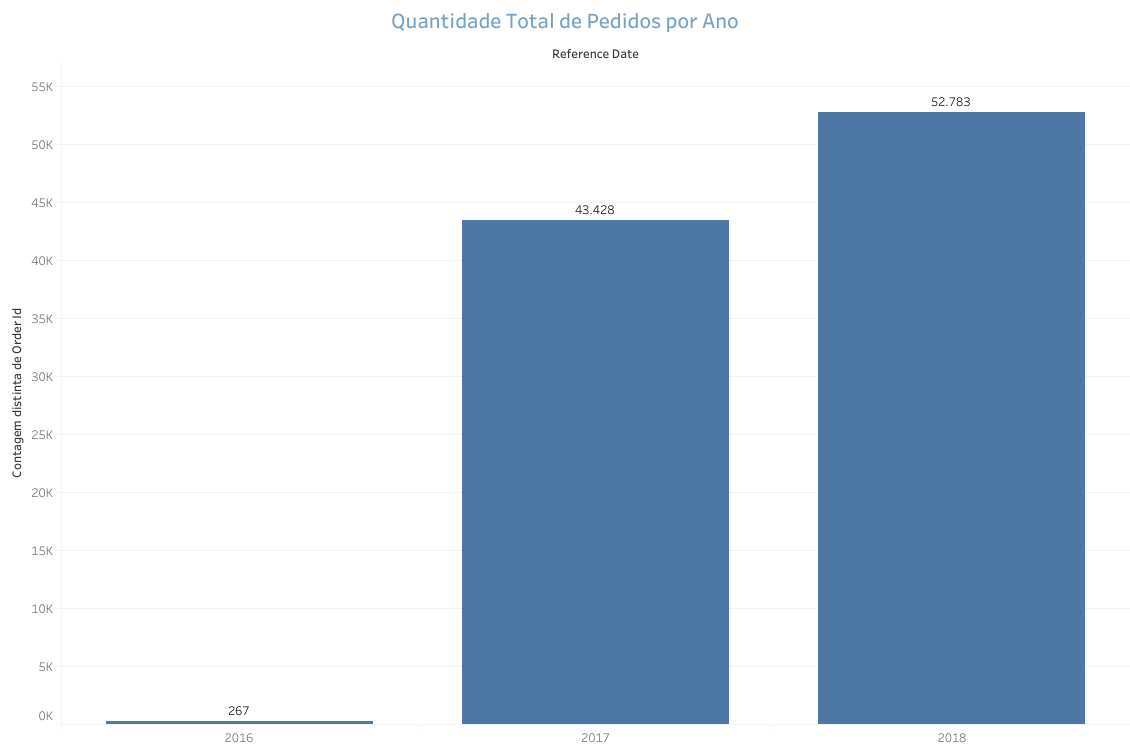 Quantidade Total de Pedidos por Ano
Reference Date
Contagem distinta de Order Id
55K
50K
45K
40K
35K
30K
25K
20K
15K
10K
5K
0K
267
43.428
52.783
2016
2017
2018